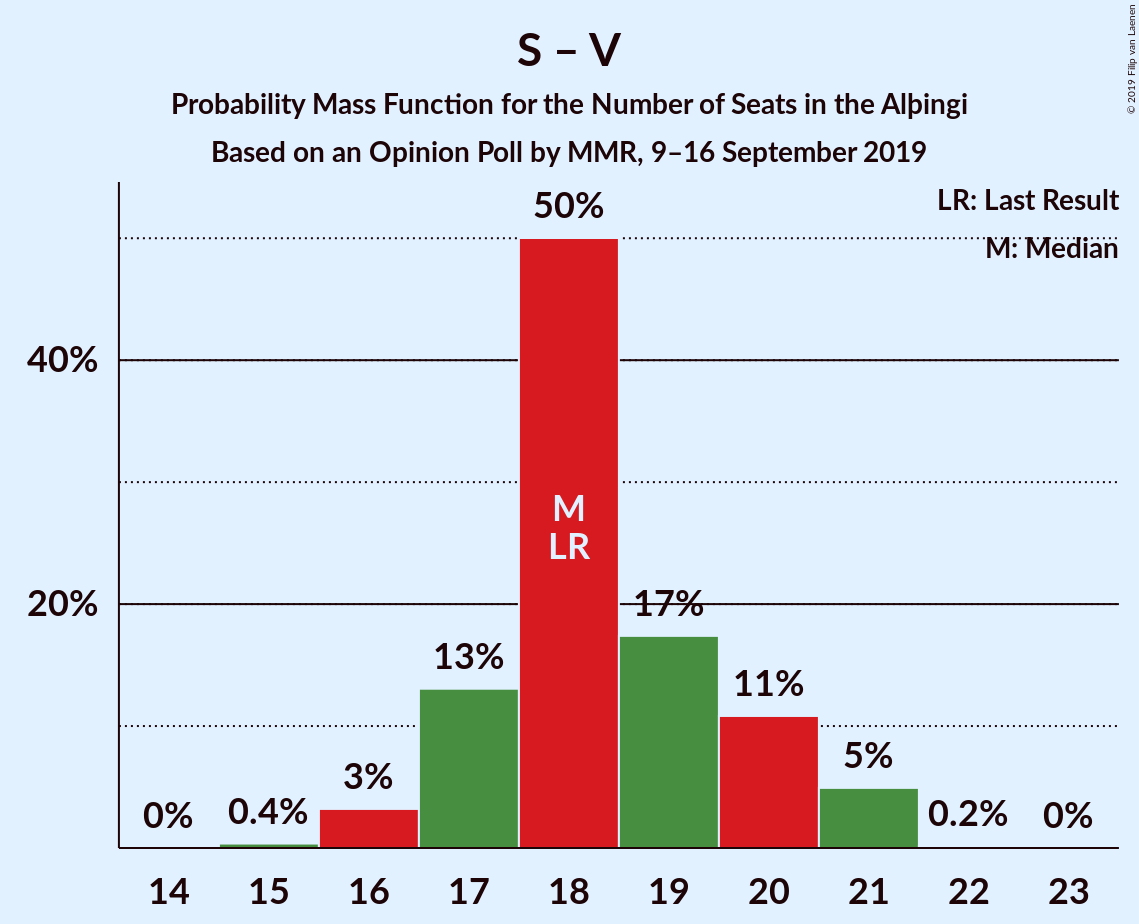 S – V
Probability Mass Function for the Number of Seats in the Alþingi
Based on an Opinion Poll by MMR, 9–16 September 2019
© 2019 Filip van Laenen
LR: Last Result
M: Median
50%
40%
M
LR
20%
17%
13%
11%
5%
3%
0%
0.4%
0.2%
0%
14 15 16 17 18 19 20 21 22 23